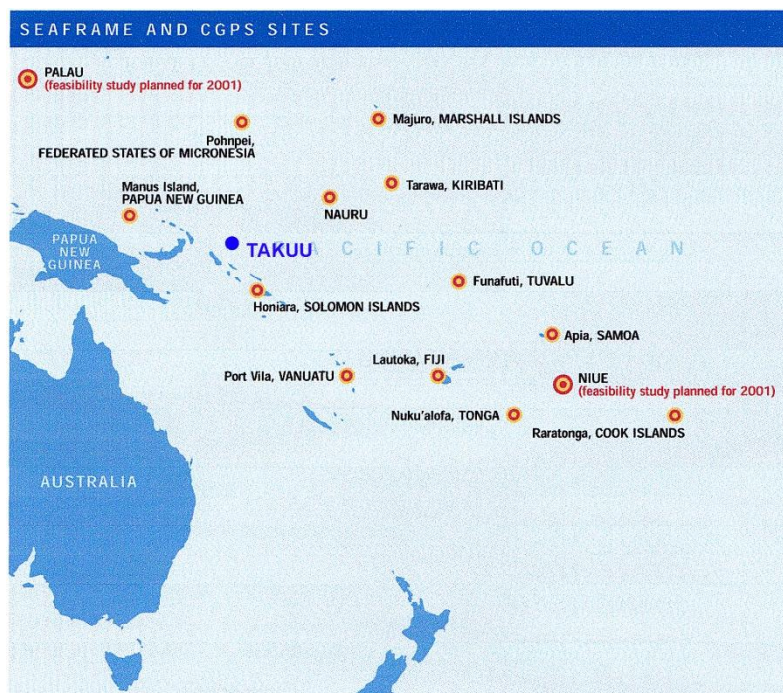 SEAFRAME AND CGPS SITES
PALAU
(feasibility study planned for 2001)
Pohnpei,
FEDERATED STATES OF MICRONESIA
Majuro, MARSHALL ISLANDS
Manus Island,
PAPUA NEW GUINEA
Tarawa, KIRIBATI
NAURU
PAPUA
NEW
GUINEA
TAKUU
PACIFIC OCEAN
Honiara, SOLOMON ISLANDS
Funafuti, TUVALU
Apia, SAMOA
Lautoka, FIJI
Port Vila, VANUATU
NIUE
(feasibility study planned for 2001)
Nuku'alofa, TONGA
Raratonga, COOK ISLANDS
AUSTRALIA